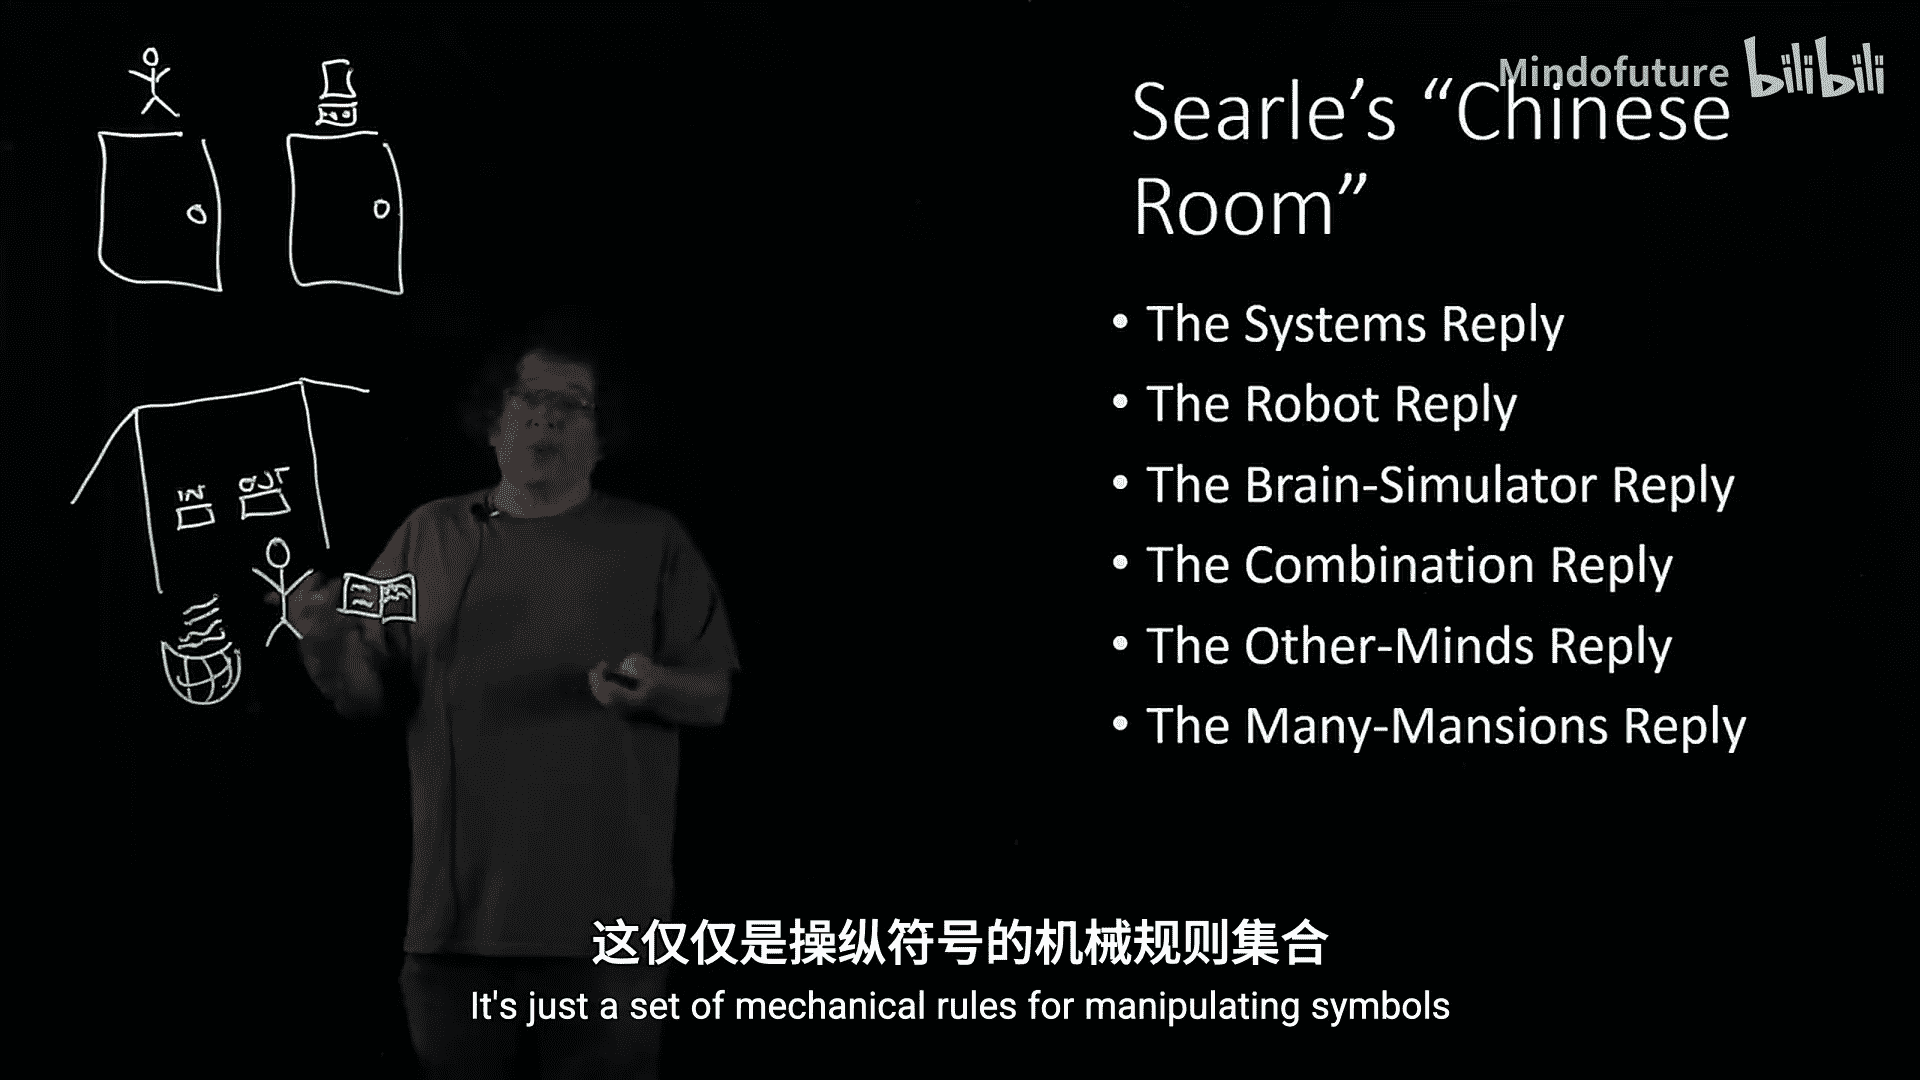 Mindofuture bilibili
Searle’s “Chinese
Room”
• The Systems Reply
• The Robot Reply
• The Brain-Simulator Reply
• The Combination Reply
• The Other-Minds Reply
• The Many-Mansions Reply
IN OUT
这仅仅是操纵符号的机械规则集合
It's just a set of mechanical rules for manipulating symbols